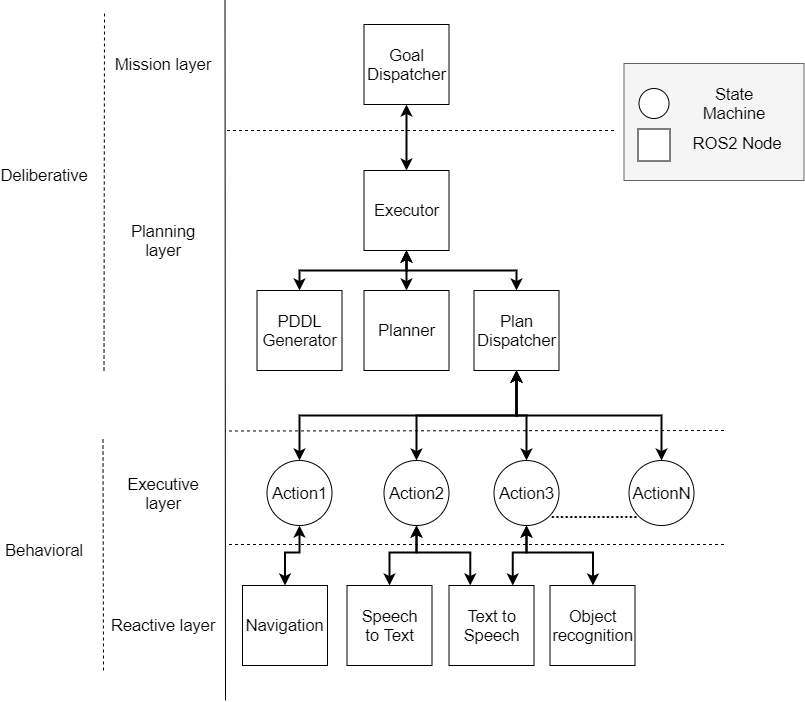 Mission layer
Goal
Dispatcher
State
Machine
ROS2 Node
Deliberative
Planning
layer
Executor
PDDL
Generator
Planner
Plan
Dispatcher
Behavioral
Executive
layer
Action1
Action2
Action3
ActionN
Reactive layer
Navigation
Speech
to Text
Text to
Speech
Object
recognition